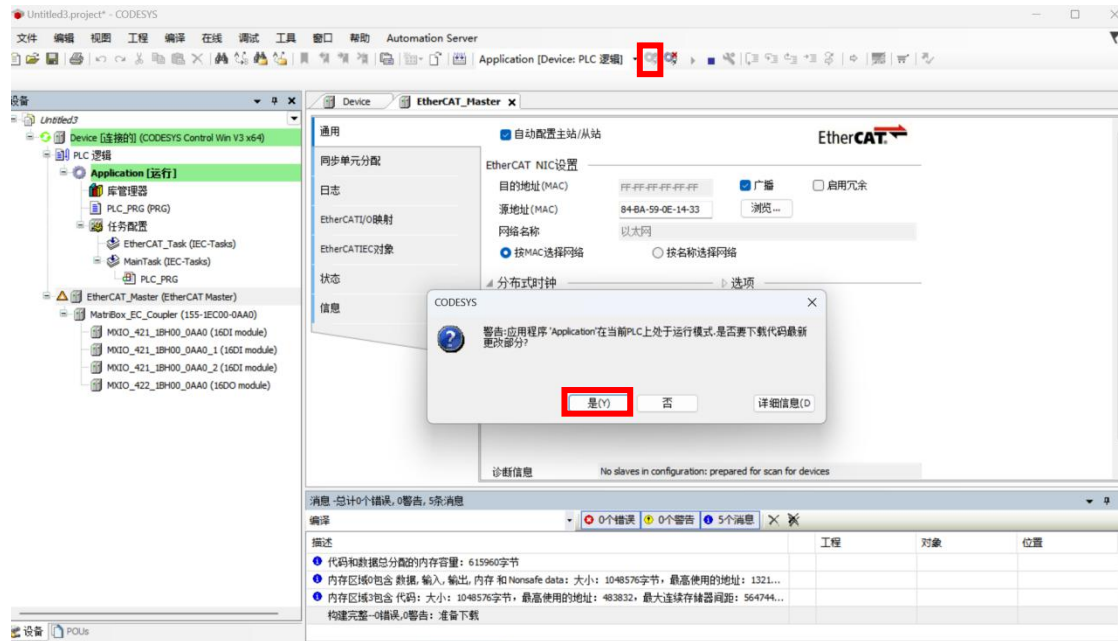 Untitled3.project* - CODESYS
文件 编辑 视图 工程 编译 在线 调试 工具 窗口 帮助 Automation Server
Application [Device: PLC 逻辑]
设备
Untitled3
Device [连接的] (CODESYS Control Win V3 x64)
PLC 逻辑
Application [运行]
库管理器
PLC_PRG (PRG)
任务配置
EtherCAT_Task (IEC-Tasks)
MainTask (IEC-Tasks)
PLC_PRG
EtherCAT_Master (EtherCAT Master)
MatriBox_EC_Coupler (155-1EC00-0AA0)
MXIO_421_1BH00_0AA0 (16DI module)
MXIO_421_1BH00_0AA0_1 (16DI module)
MXIO_421_1BH00_0AA0_2 (16DI module)
MXIO_422_1BH00_0AA0 (16DO module)
设备 POUs
Device EtherCAT_Master
通用
同步单元分配
日志
EtherCATI/O映射
EtherCATIEC对象
状态
信息
自动配置主站/从站
EtherCAT
EtherCAT NIC设置
目的地址(MAC) FF-FF-FF-FF-FF-FF 广播 启用冗余
源地址(MAC) 84-BA-59-0E-14-33 浏览...
网络名称 以太网
按MAC选择网络 按名称选择网络
分布式时钟 选项
CODESYS
警告:应用程序 'Application'在当前PLC上处于运行模式.是否要下载代码最新
更改部分?
是(Y) 否 详细信息(D
诊断信息 No slaves in configuration: prepared for scan for devices
消息 -总计0个错误, 0警告, 5条消息
编译 0个错误 0个警告 5个消息
描述 工程 对象 位置
代码和数据总分配的内存容量：615960字节
内存区域0包含 数据, 输入, 输出, 内存 和 Nonsafe data：大小：1048576字节，最高使用的地址：1321...
内存区域3包含 代码：大小：1048576字节，最高使用的地址：483832，最大连续存储器间距：564744...
构建完整--0错误,0警告：准备下载